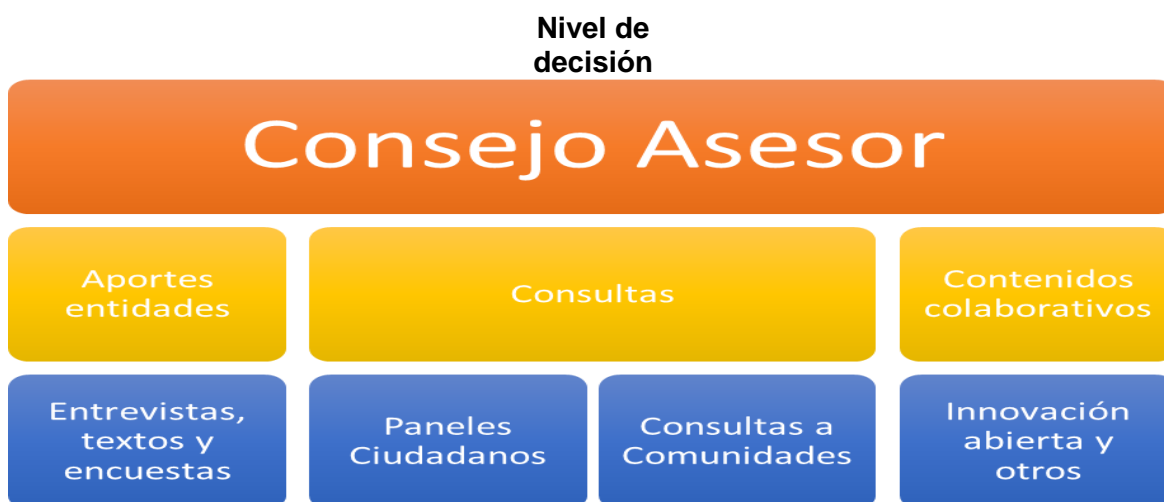 Nivel de
decisión
Consejo Asesor
Aportes
entidades
Consultas
Contenidos
colaborativos
Entrevistas,
textos y
encuestas
Paneles
Ciudadanos
Consultas a
Comunidades
Innovación
abierta y
otros